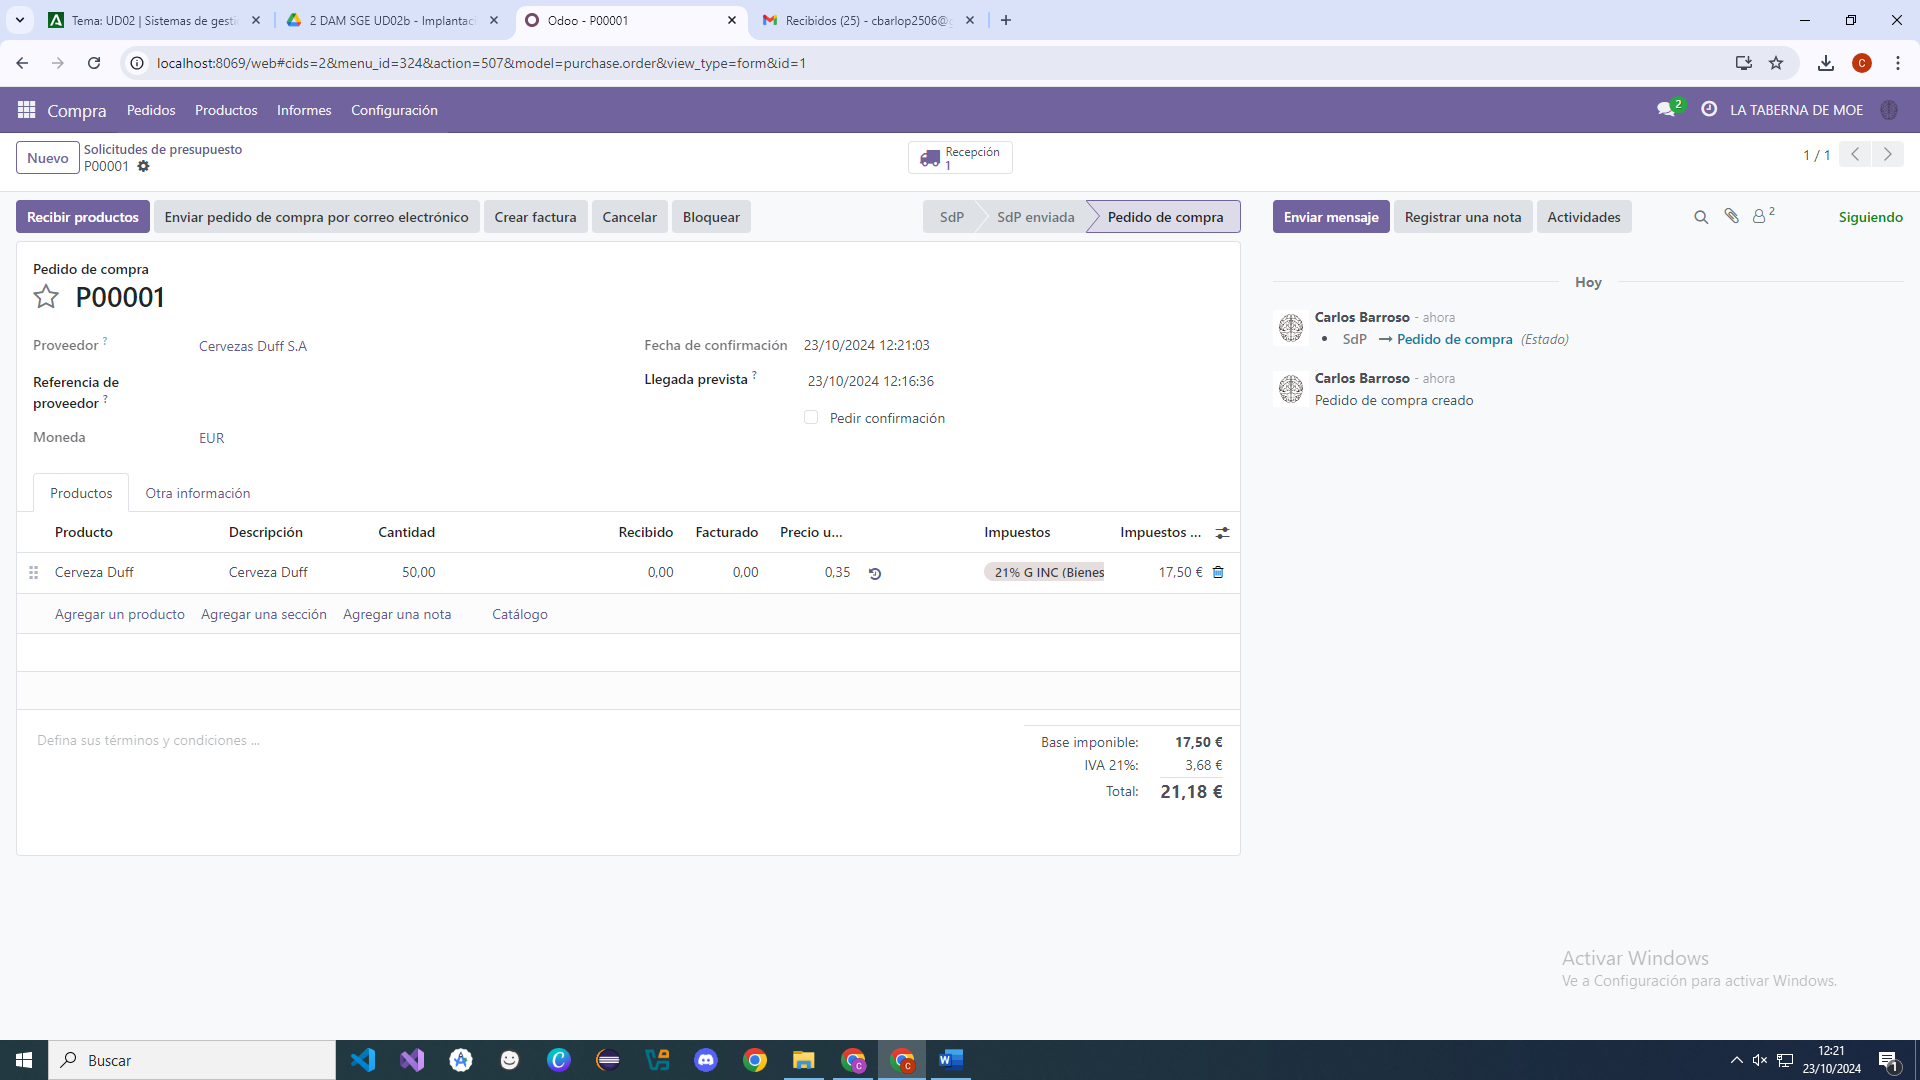 Tema: UD02 | Sistemas de gesti
2 DAM SGE UD02b - Implantaci
Odoo - P00001
Recibidos (25) - cbarlop2506@g
localhost:8069/web#cids=2&menu_id=324&action=507&model=purchase.order&view_type=form&id=1
C
Compra
Pedidos
Productos
Informes
Configuración
2
LA TABERNA DE MOE
Nuevo
Solicitudes de presupuesto
P00001
Recepción
1
1 / 1
Recibir productos
Enviar pedido de compra por correo electrónico
Crear factura
Cancelar
Bloquear
SdP
SdP enviada
Pedido de compra
Enviar mensaje
Registrar una nota
Actividades
2
Siguiendo
Pedido de compra
P00001
Proveedor ?
Cervezas Duff S.A
Referencia de
proveedor ?
Moneda
EUR
Fecha de confirmación
23/10/2024 12:21:03
Llegada prevista ?
23/10/2024 12:16:36
Pedir confirmación
Hoy
Carlos Barroso - ahora
• SdP → Pedido de compra (Estado)
Carlos Barroso - ahora
Pedido de compra creado
Productos
Otra información
Producto
Descripción
Cantidad
Recibido
Facturado
Precio u...
Impuestos
Impuestos ...
Cerveza Duff
Cerveza Duff
50,00
0,00
0,00
0,35
21% G INC (Bienes
17,50 €
Agregar un producto
Agregar una sección
Agregar una nota
Catálogo
Defina sus términos y condiciones ...
Base imponible: 17,50 €
IVA 21%: 3,68 €
Total: 21,18 €
Activar Windows
Ve a Configuración para activar Windows.
Buscar
12:21
23/10/2024
1